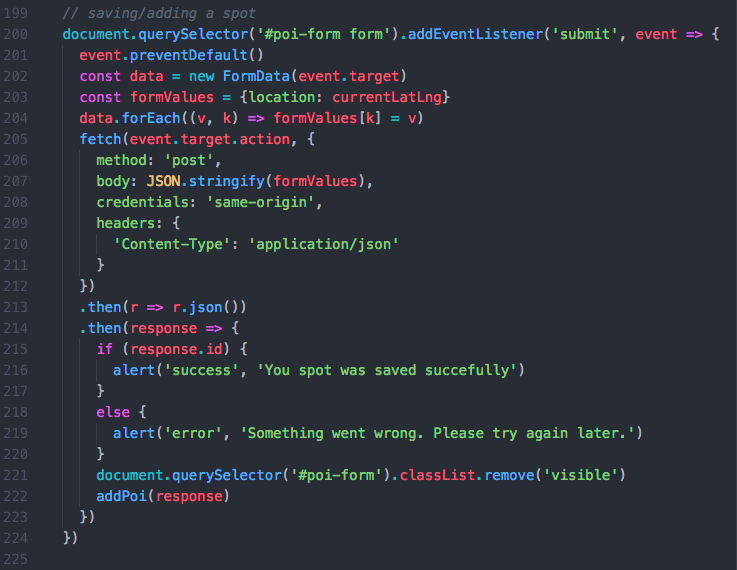 199 // saving/adding a spot
200 document.querySelector('#poi-form form').addEventListener('submit', event => {
201 event.preventDefault()
202 const data = new FormData(event.target)
203 const formValues = {location: currentLatLng}
204 data.forEach((v, k) => formValues[k] = v)
205 fetch(event.target.action, {
206 method: 'post',
207 body: JSON.stringify(formValues),
208 credentials: 'same-origin',
209 headers: {
210 'Content-Type': 'application/json'
211 }
212 })
213 .then(r => r.json())
214 .then(response => {
215 if (response.id) {
216 alert('success', 'You spot was saved succefully')
217 }
218 else {
219 alert('error', 'Something went wrong. Please try again later.')
220 }
221 document.querySelector('#poi-form').classList.remove('visible')
222 addPoi(response)
223 })
224 })
225